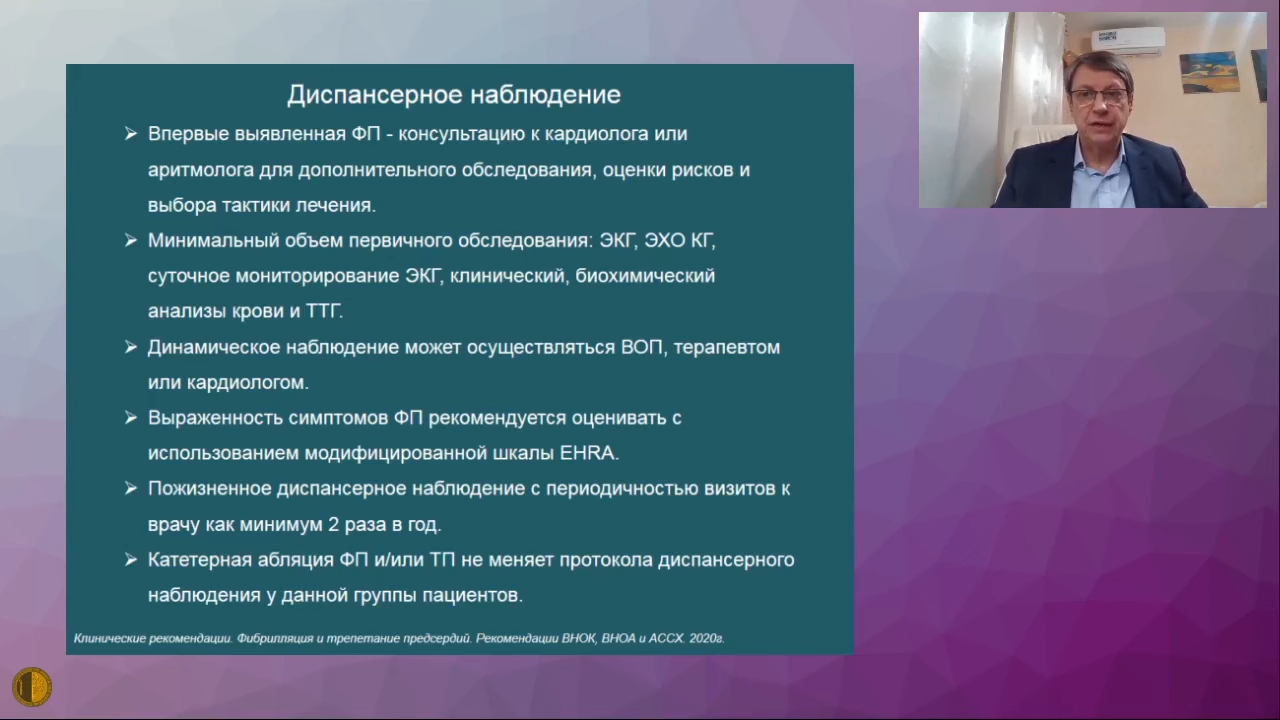 Диспансерное наблюдение
➢ Впервые выявленная ФП - консультацию к кардиолога или
аритмолога для дополнительного обследования, оценки рисков и
выбора тактики лечения.
➢ Минимальный объем первичного обследования: ЭКГ, ЭХО КГ,
суточное мониторирование ЭКГ, клинический, биохимический
анализы крови и ТТГ.
➢ Динамическое наблюдение может осуществляться ВОП, терапевтом
или кардиологом.
➢ Выраженность симптомов ФП рекомендуется оценивать с
использованием модифицированной шкалы EHRA.
➢ Пожизненное диспансерное наблюдение с периодичностью визитов к
врачу как минимум 2 раза в год.
➢ Катетерная абляция ФП и/или ТП не меняет протокола диспансерного
наблюдения у данной группы пациентов.
Клинические рекомендации. Фибрилляция и трепетание предсердий. Рекомендации ВНОК, ВНОА и АССХ. 2020г.